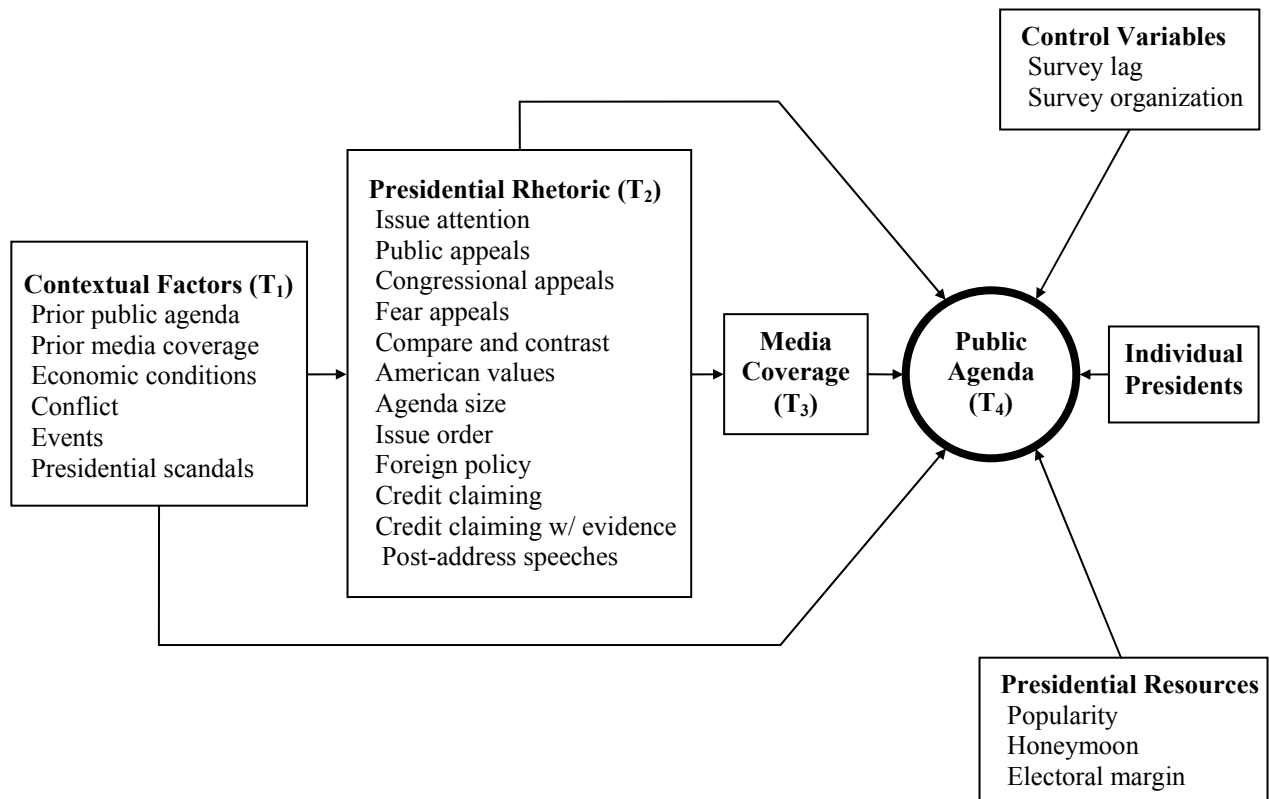 Control Variables
Survey lag
Survey organization
Presidential Rhetoric (T₂)
Issue attention
Public appeals
Congressional appeals
Fear appeals
Compare and contrast
American values
Agenda size
Issue order
Foreign policy
Credit claiming
Credit claiming w/ evidence
Post-address speeches
Contextual Factors (T₁)
Prior public agenda
Prior media coverage
Economic conditions
Conflict
Events
Presidential scandals
Media
Coverage
(T₃)
Public
Agenda
(T₄)
Individual
Presidents
Presidential Resources
Popularity
Honeymoon
Electoral margin